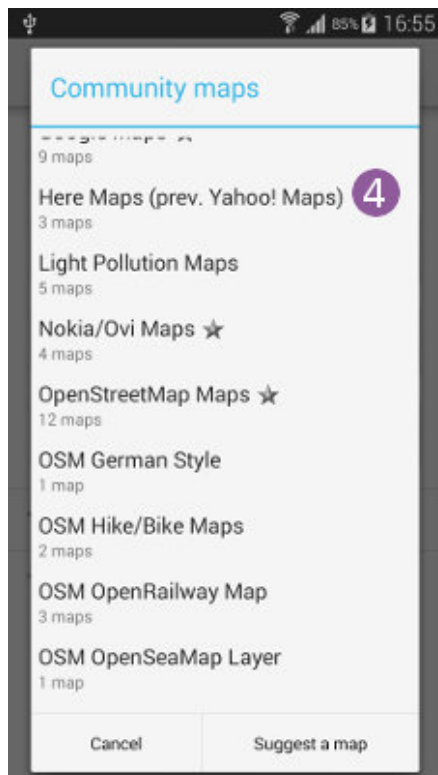 85% 16:55
Community maps
9 maps
Here Maps (prev. Yahoo! Maps) 4
3 maps
Light Pollution Maps
5 maps
Nokia/Ovi Maps
4 maps
OpenStreetMap Maps
12 maps
OSM German Style
1 map
OSM Hike/Bike Maps
2 maps
OSM OpenRailway Map
3 maps
OSM OpenSeaMap Layer
1 map
Cancel Suggest a map